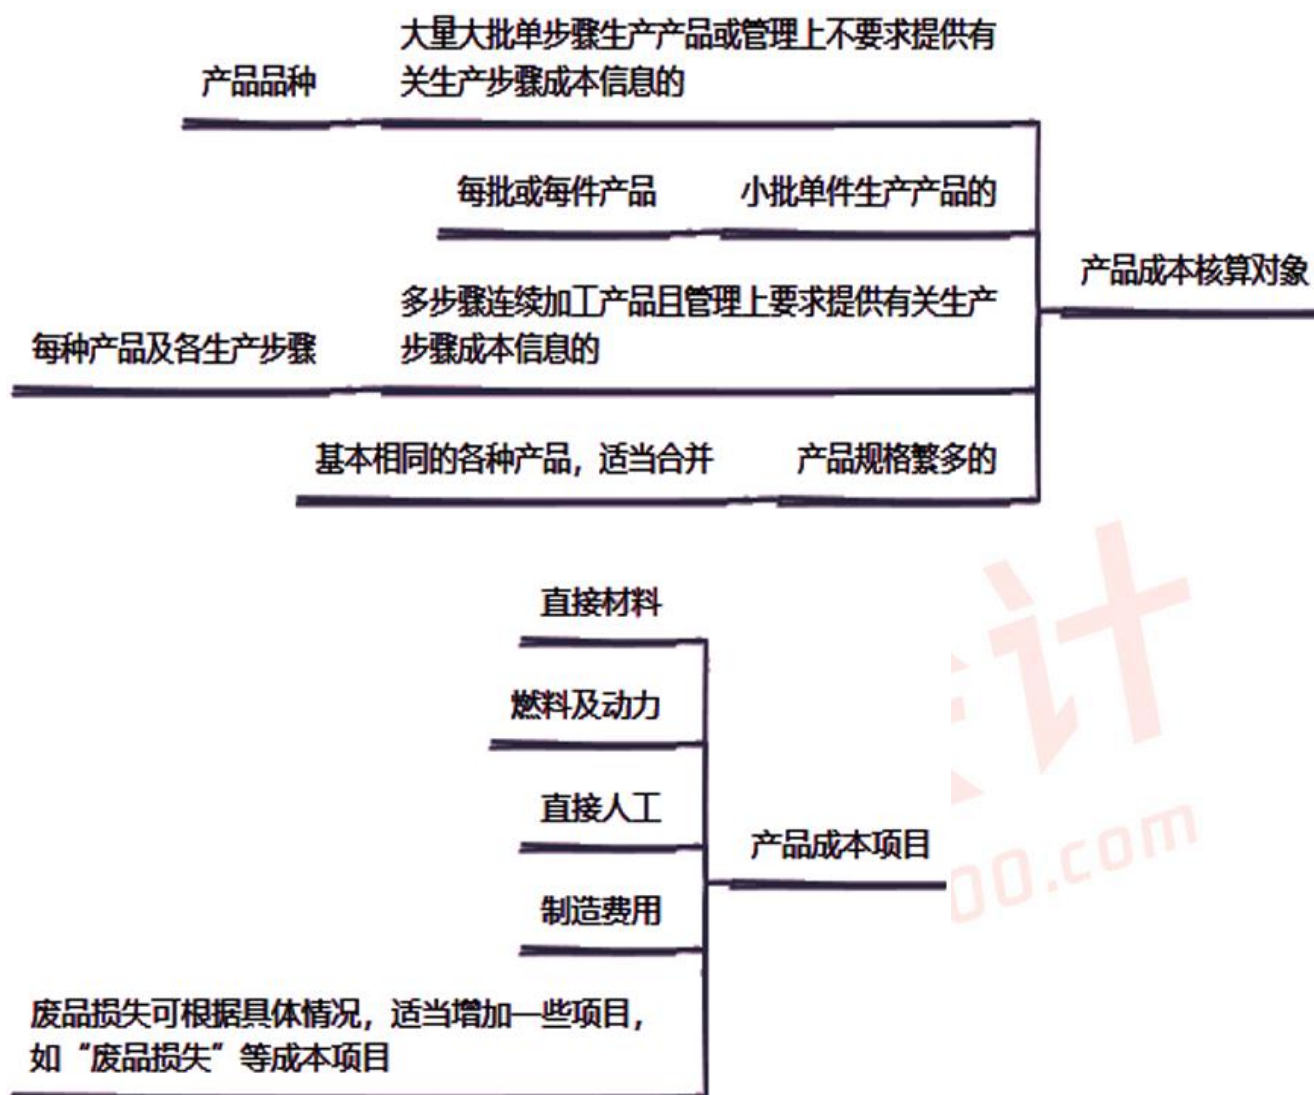 大量大批单步骤生产产品或管理上不要求提供有
关生产步骤成本信息的
产品品种
每批或每件产品
小批单件生产产品的
产品成本核算对象
多步骤连续加工产品且管理上要求提供有关生产
步骤成本信息的
每种产品及各生产步骤
基本相同的各种产品，适当合并
产品规格繁多的
直接材料
燃料及动力
直接人工
产品成本项目
制造费用
废品损失可根据具体情况，适当增加一些项目，
如“废品损失”等成本项目
计
00.com